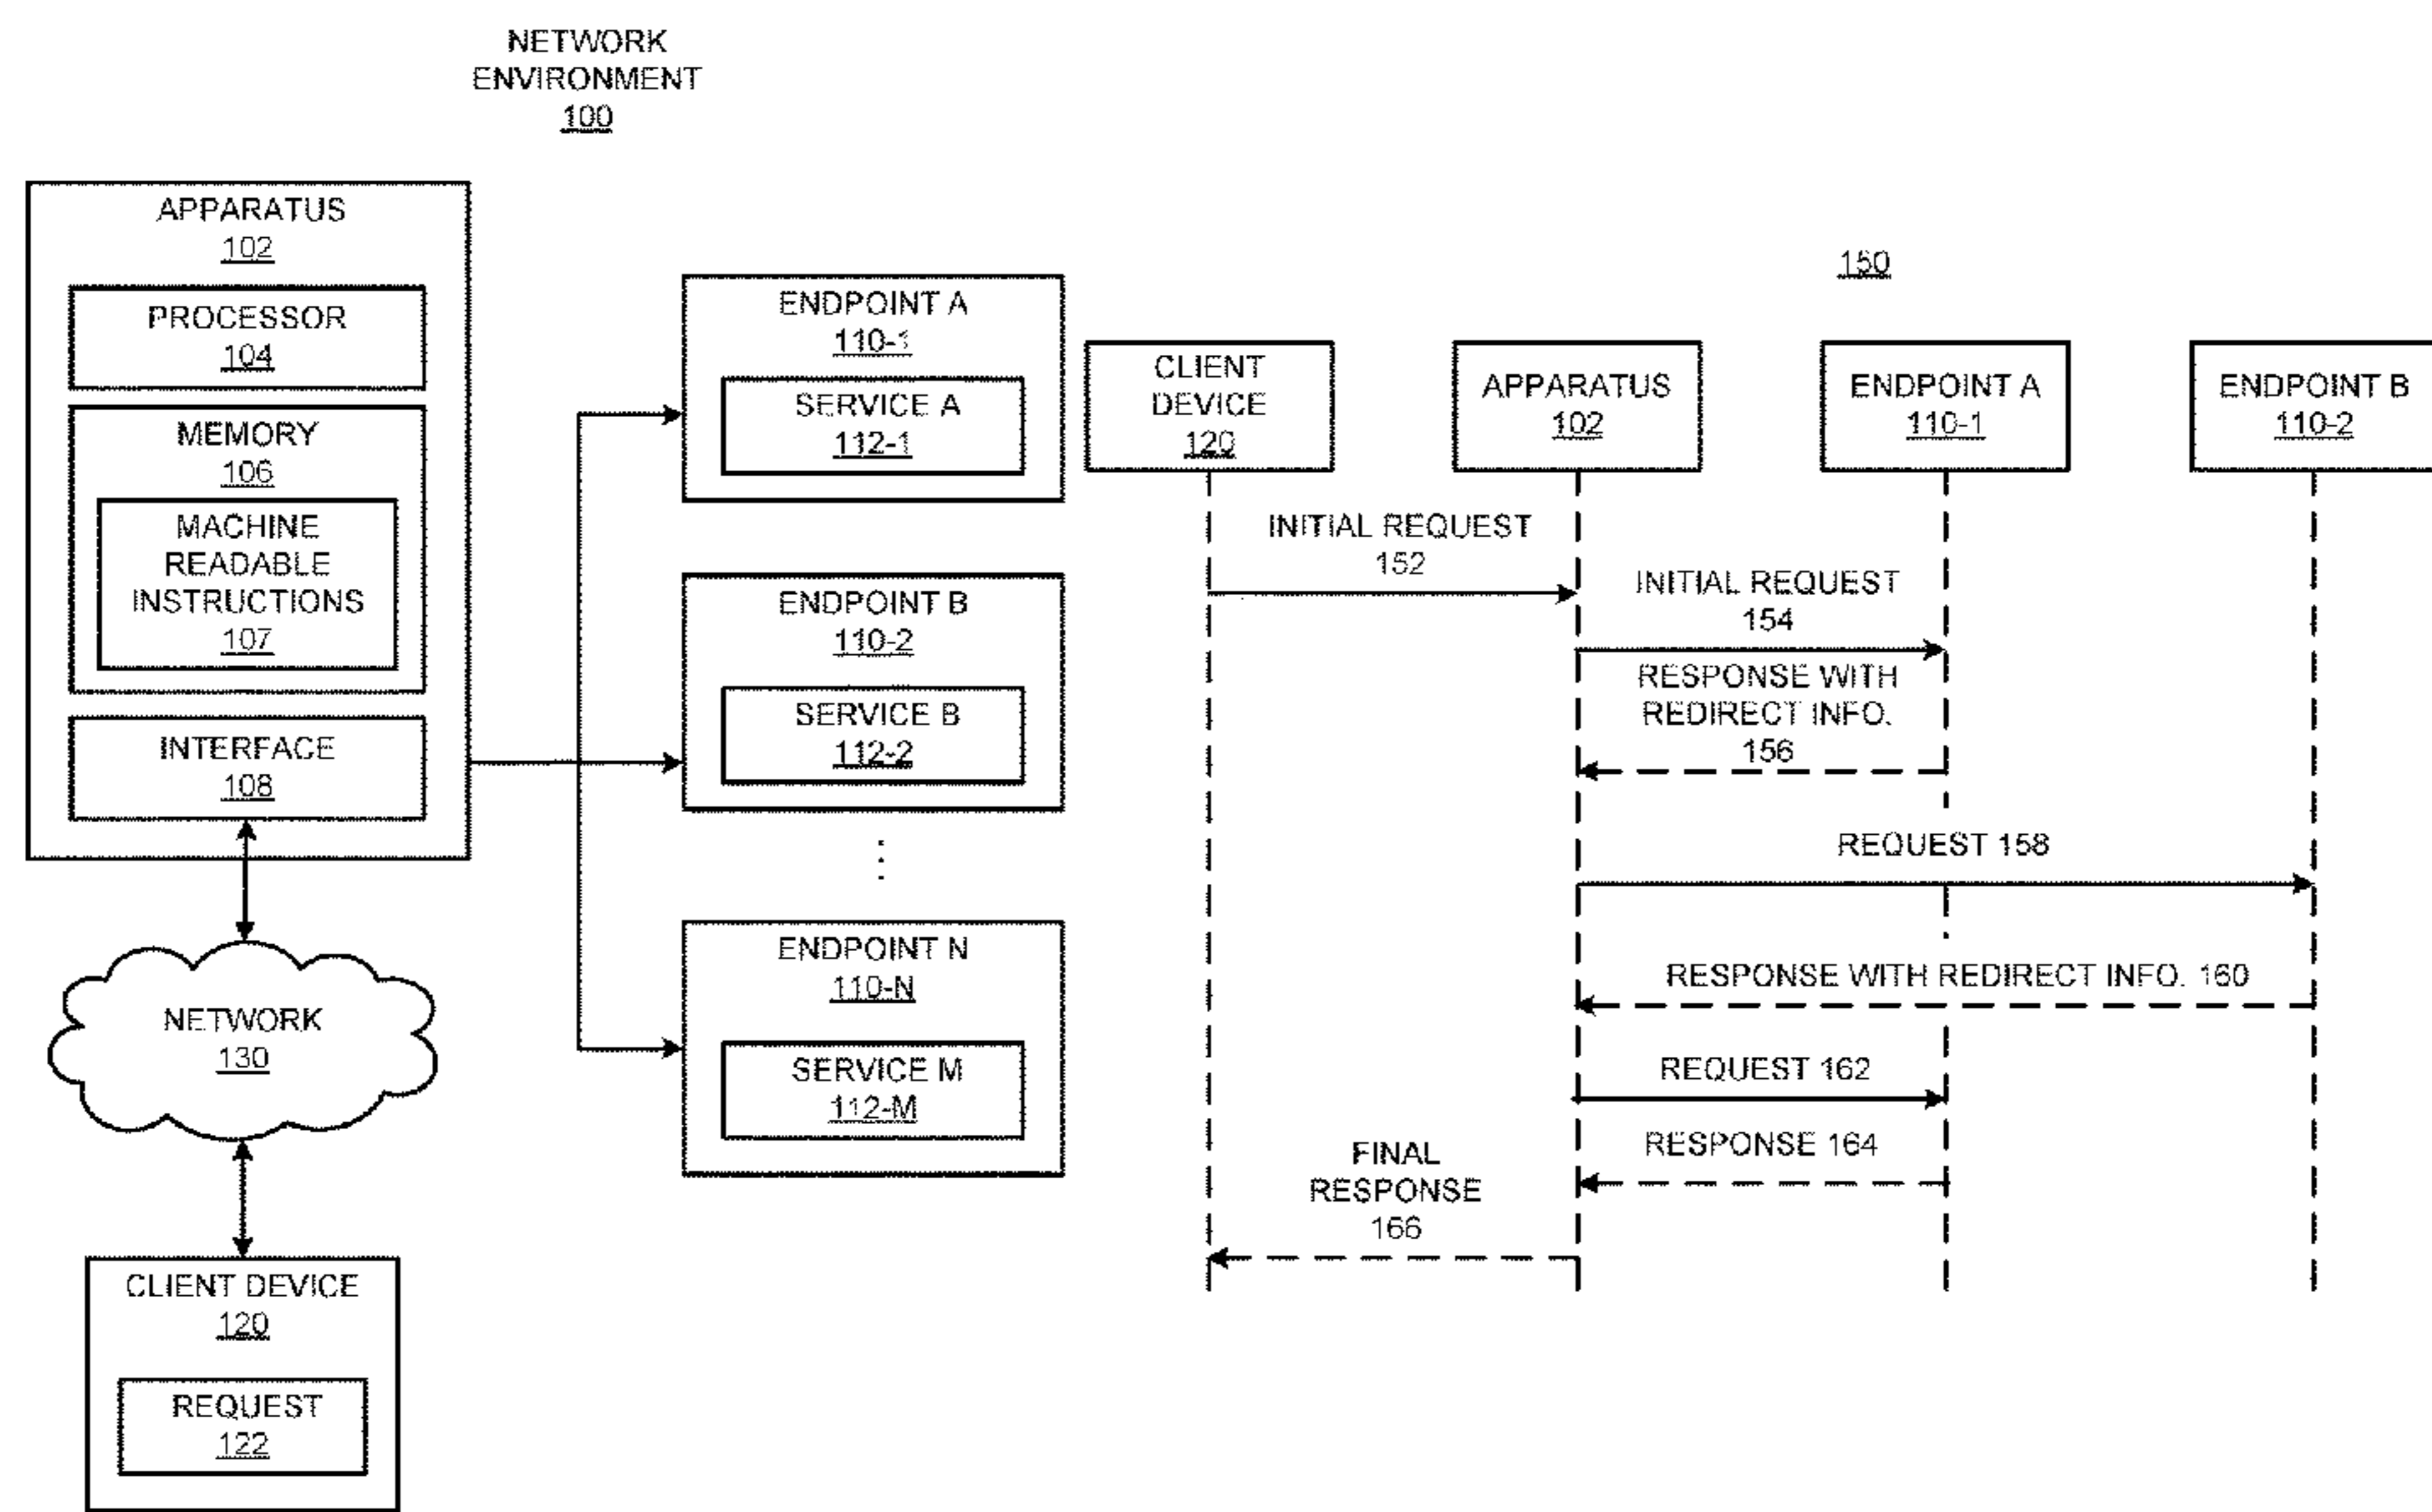 NETWORK
ENVIRONMENT
100
APPARATUS
102
PROCESSOR
104
MEMORY
106
MACHINE
READABLE
INSTRUCTIONS
107
INTERFACE
108
NETWORK
130
CLIENT DEVICE
120
REQUEST
122
ENDPOINT A
110-1
SERVICE A
112-1
ENDPOINT B
110-2
SERVICE B
112-2
ENDPOINT N
110-N
SERVICE M
112-M
150
CLIENT
DEVICE
120
APPARATUS
102
ENDPOINT A
110-1
ENDPOINT B
110-2
INITIAL REQUEST
152
INITIAL REQUEST
154
RESPONSE WITH
REDIRECT INFO.
156
REQUEST 158
RESPONSE WITH REDIRECT INFO. 160
REQUEST 162
RESPONSE 164
FINAL
RESPONSE
166